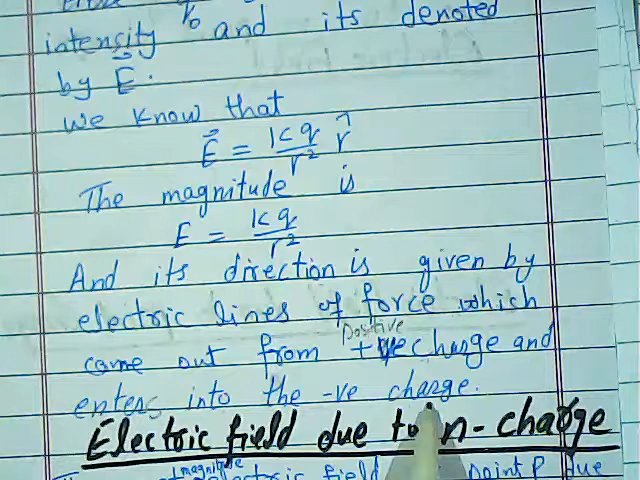 intensity % and its denoted
by E⃗.
We know that
E⃗ = Kq/r² r̂
The magnitude is
E = Kq/r²
And its direction is given by
electric lines of force which
came out from +ve charge and
positive
enters into the -ve charge.
Electric field due to n-charge
magnitude
electric field point P due